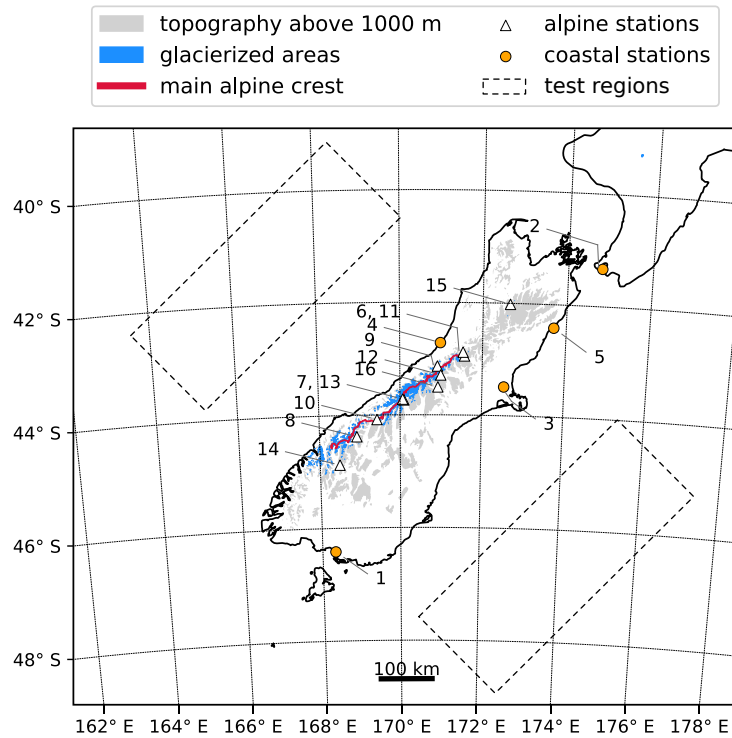 topography above 1000 m
glacierized areas
main alpine crest
alpine stations
coastal stations
test regions
40° S
42° S
44° S
46° S
48° S
2
15
6, 11
4
9
12
16
7, 13
10
8
14
5
3
1
100 km
162° E 164° E 166° E 168° E 170° E 172° E 174° E 176° E 178° E